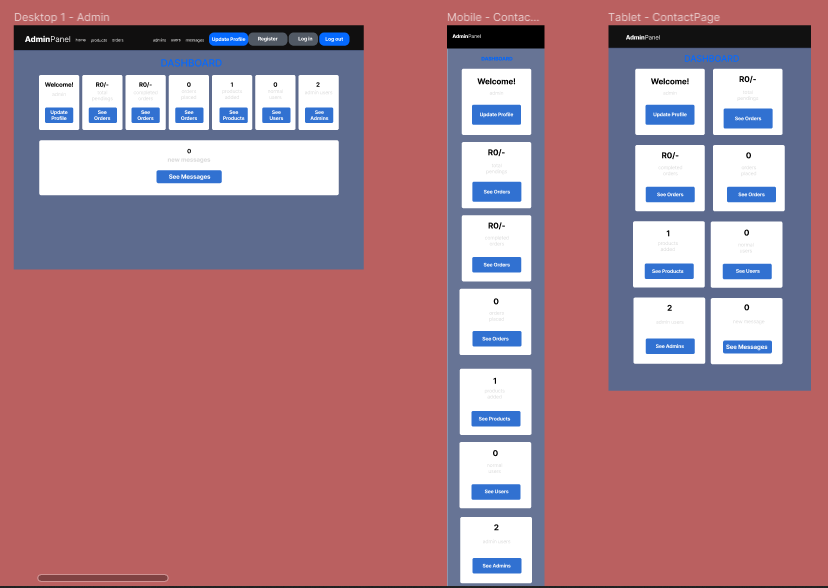 Desktop 1 - Admin
AdminPanel home products orders admins users messages Update Profile Register Log in Log out
DASHBOARD
Welcome!
admin
Update Profile
R0/-
total pendings
See Orders
R0/-
completed orders
See Orders
0
orders placed
See Orders
1
products added
See Products
0
normal users
See Users
2
admin users
See Admins
0
new messages
See Messages
Mobile - Contac...
AdminPanel
DASHBOARD
Welcome!
admin
Update Profile
R0/-
total pendings
See Orders
R0/-
completed orders
See Orders
0
orders placed
See Orders
1
products added
See Products
0
normal users
See Users
2
admin users
See Admins
Tablet - ContactPage
AdminPanel
DASHBOARD
Welcome!
admin
Update Profile
R0/-
total pendings
See Orders
R0/-
completed orders
See Orders
0
orders placed
See Orders
1
products added
See Products
0
normal users
See Users
2
admin users
See Admins
0
new messages
See Messages